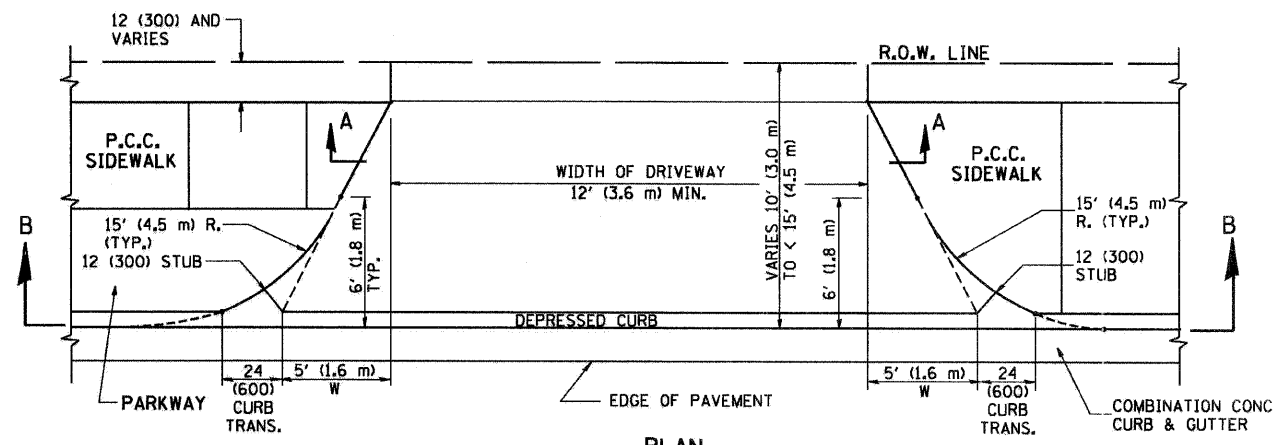 12 (300) AND
VARIES
R.O.W. LINE
A
A
P.C.C.
SIDEWALK
P.C.C.
SIDEWALK
WIDTH OF DRIVEWAY
12' (3.6 m) MIN.
VARIES 10' (3.0 m)
TO < 15' (4.5 m)
15' (4.5 m) R.
(TYP.)
12 (300) STUB
6' (1.8 m)
TYP.
6' (1.8 m)
15' (4.5 m)
R. (TYP.)
12 (300)
STUB
B
B
DEPRESSED CURB
24
(600)
CURB
TRANS.
5' (1.6 m)
W
5' (1.6 m)
W
24
(600)
CURB
TRANS.
PARKWAY
EDGE OF PAVEMENT
COMBINATION CONC
CURB & GUTTER
PLAN